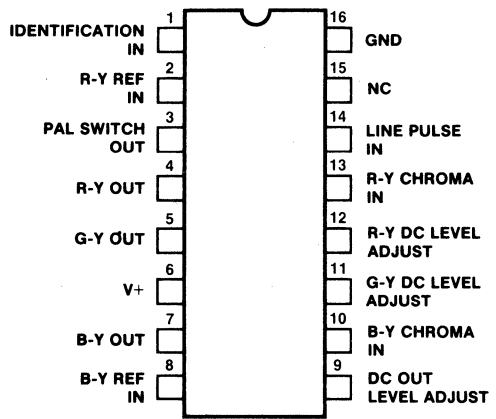 1
IDENTIFICATION
IN
2
R-Y REF
IN
3
PAL SWITCH
OUT
4
R-Y OUT
5
G-Y OUT
6
V+
7
B-Y OUT
8
B-Y REF
IN
16
GND
15
NC
14
LINE PULSE
IN
13
R-Y CHROMA
IN
12
R-Y DC LEVEL
ADJUST
11
G-Y DC LEVEL
ADJUST
10
B-Y CHROMA
IN
9
DC OUT
LEVEL ADJUST